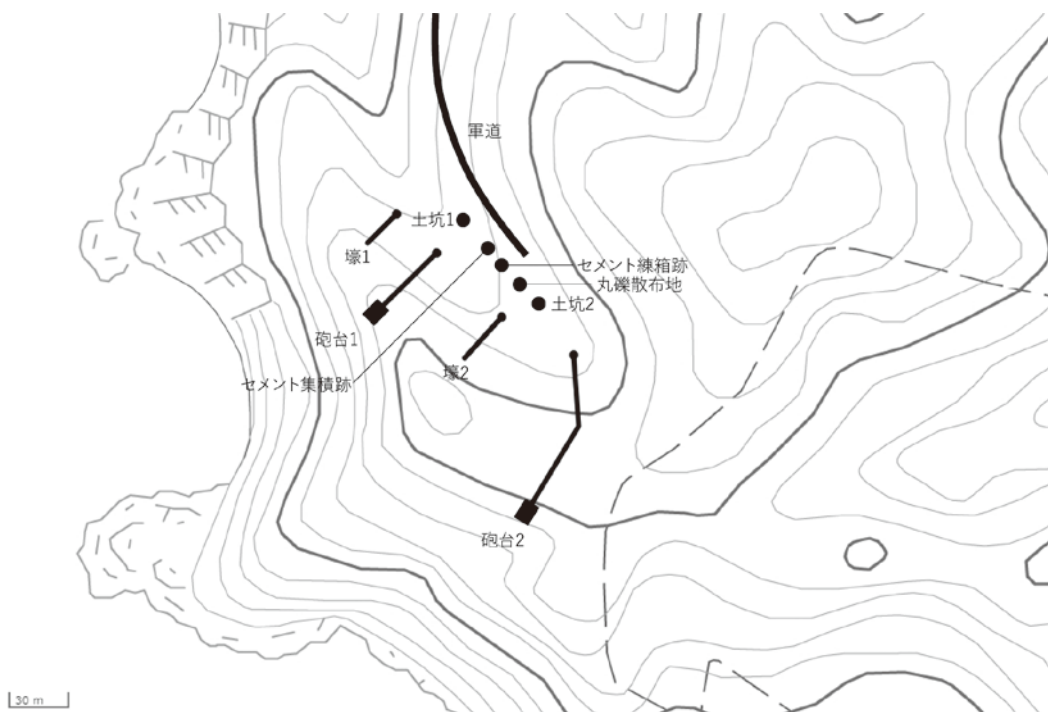 軍道
土坑1
壕1
セメント練箱跡
丸礫散布地
土坑2
砲台1
壕2
セメント集積跡
砲台2
30 m